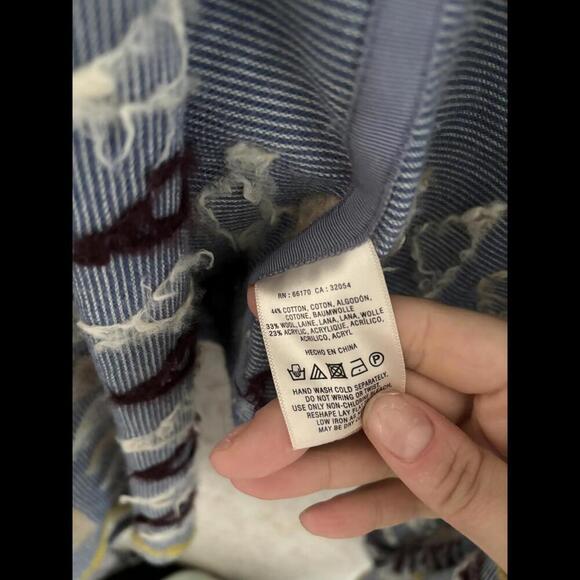 RN : 66170 CA : 32054
44% COTTON, COTON, ALGODÓN,
COTONE, BAUMWOLLE
33% WOOL, LAINE, LANA, LANA, WOLLE
23% ACRYLIC, ACRYLIQUE, ACRÍLICO,
ACRILICO, ACRYL
HECHO EN CHINA
HAND WASH COLD SEPARATELY.
DO NOT WRING OR TWIST.
USE ONLY NON-CHLORINE BLEACH
RESHAPE LAY FLAT
LOW IRON AS
MAY BE DRY